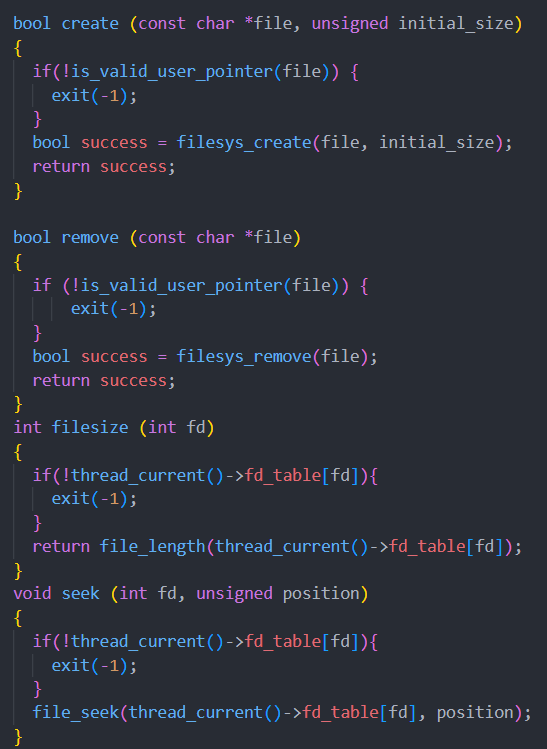 bool create (const char *file, unsigned initial_size)
{
  if(!is_valid_user_pointer(file)) {
    exit(-1);
  }
  bool success = filesys_create(file, initial_size);
  return success;
}

bool remove (const char *file)
{
  if (!is_valid_user_pointer(file)) {
      exit(-1);
  }
  bool success = filesys_remove(file);
  return success;
}
int filesize (int fd)
{
  if(!thread_current()->fd_table[fd]){
    exit(-1);
  }
  return file_length(thread_current()->fd_table[fd]);
}
void seek (int fd, unsigned position)
{
  if(!thread_current()->fd_table[fd]){
    exit(-1);
  }
  file_seek(thread_current()->fd_table[fd], position);
}